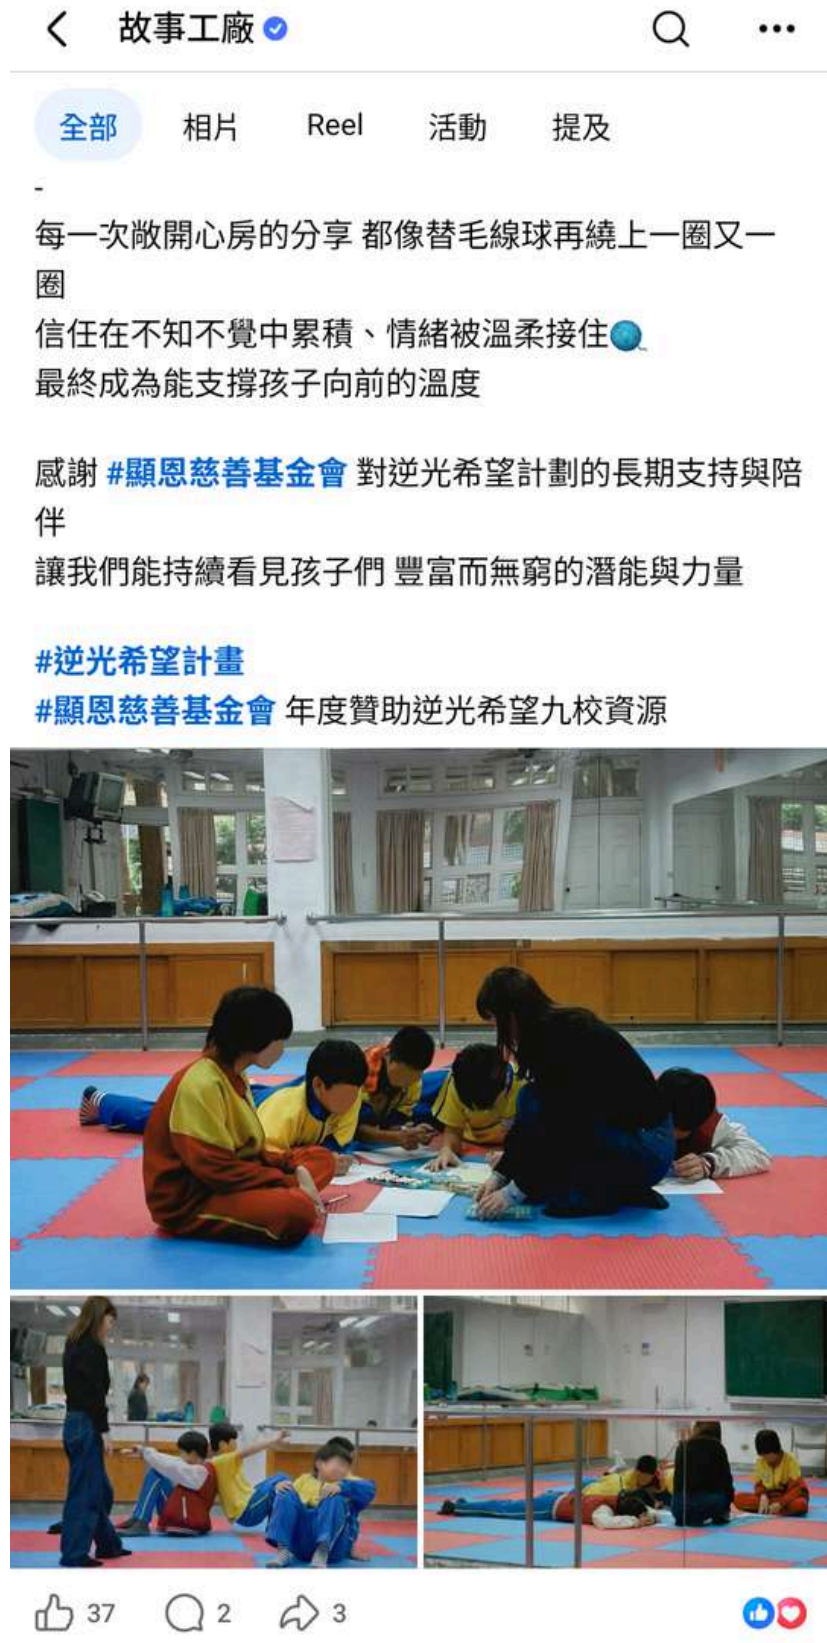 故事工廠
全部 相片 Reel 活動 提及
-
每一次敞開心房的分享 都像替毛線球再繞上一圈又一
圈
信任在不知不覺中累積、情緒被溫柔接住🧶
最終成為能支撐孩子向前的溫度
感謝 #顯恩慈善基金會 對逆光希望計劃的長期支持與陪
伴
讓我們能持續看見孩子們 豐富而無窮的潛能與力量
#逆光希望計畫
#顯恩慈善基金會 年度贊助逆光希望九校資源
37 2 3